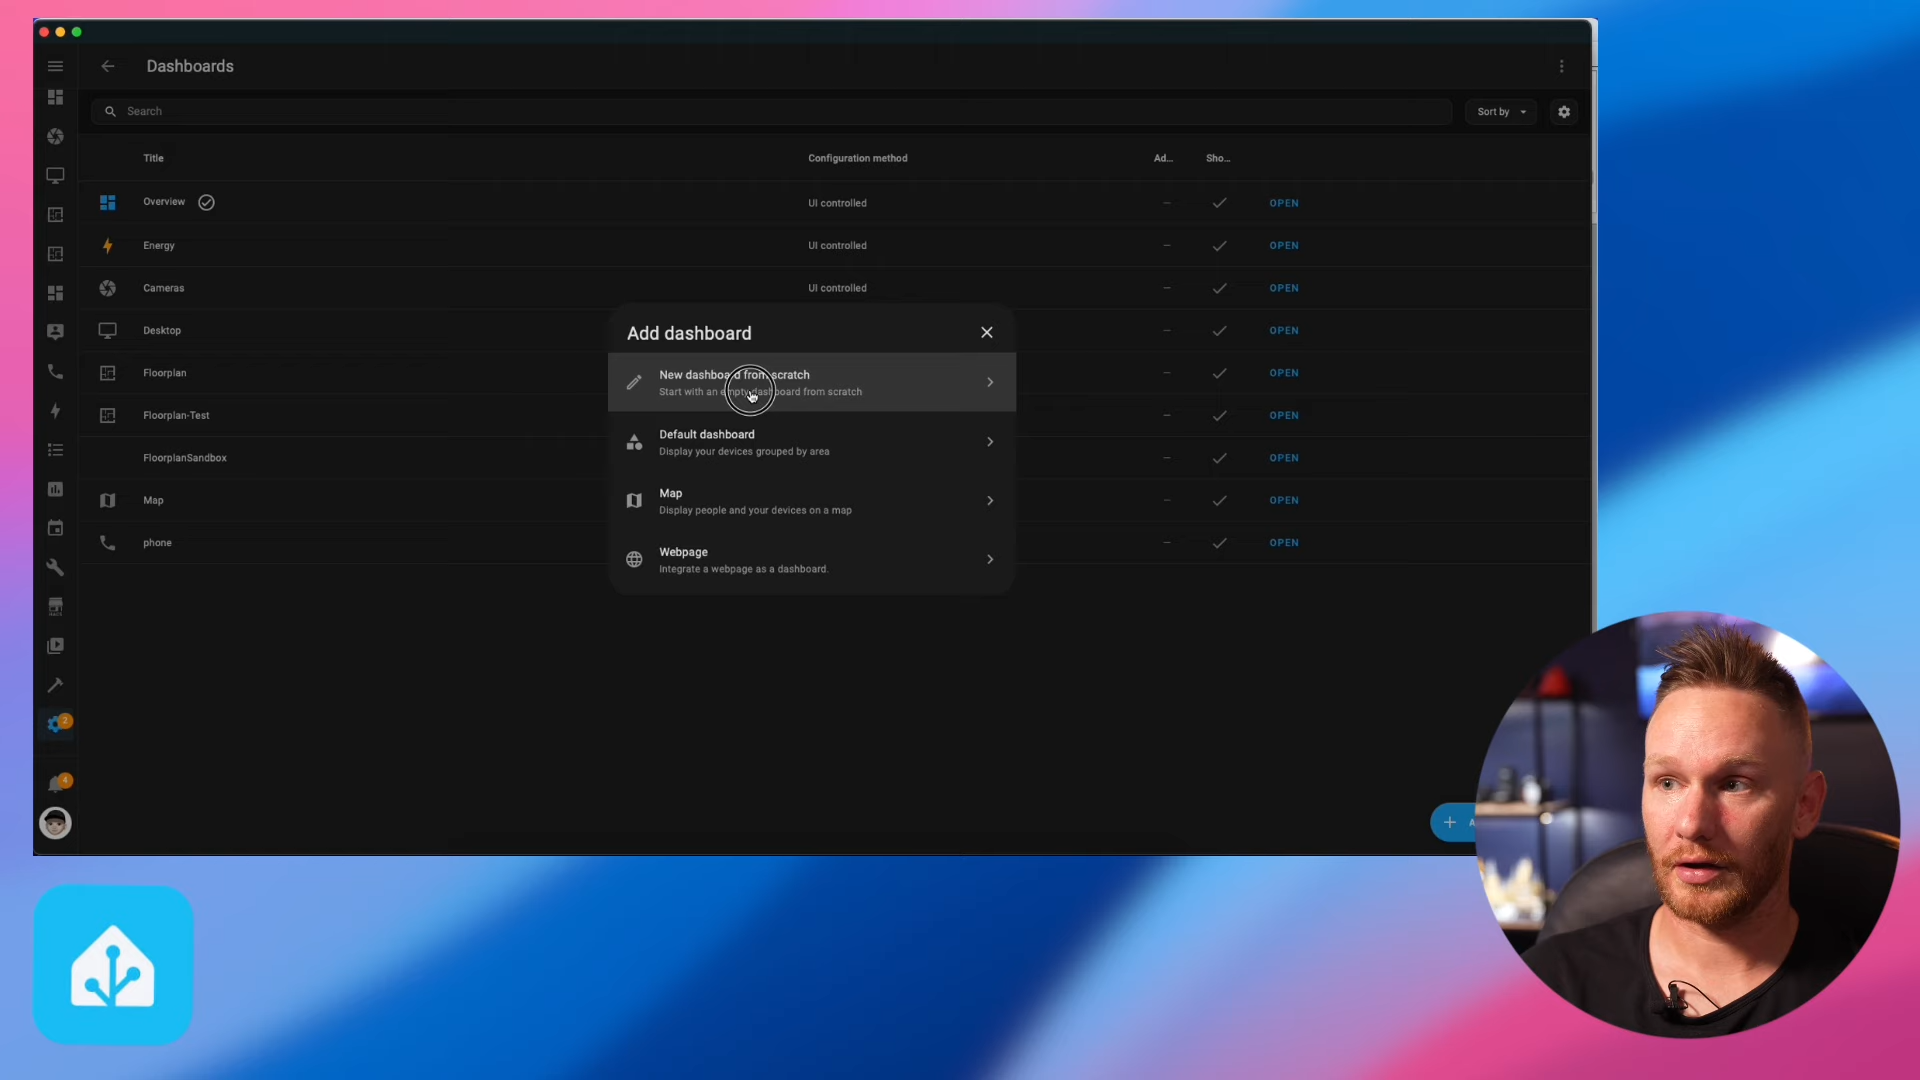 Dashboards
Search
Sort by
Title Configuration method Ad... Sho...
Overview UI controlled – OPEN
Energy UI controlled – OPEN
Cameras UI controlled – OPEN
Desktop – OPEN
Floorplan – OPEN
Floorplan-Test – OPEN
FloorplanSandbox – OPEN
Map – OPEN
phone – OPEN
Add dashboard
New dashboard from scratch
Start with an empty dashboard from scratch
Default dashboard
Display your devices grouped by area
Map
Display people and your devices on a map
Webpage
Integrate a webpage as a dashboard.
2
4